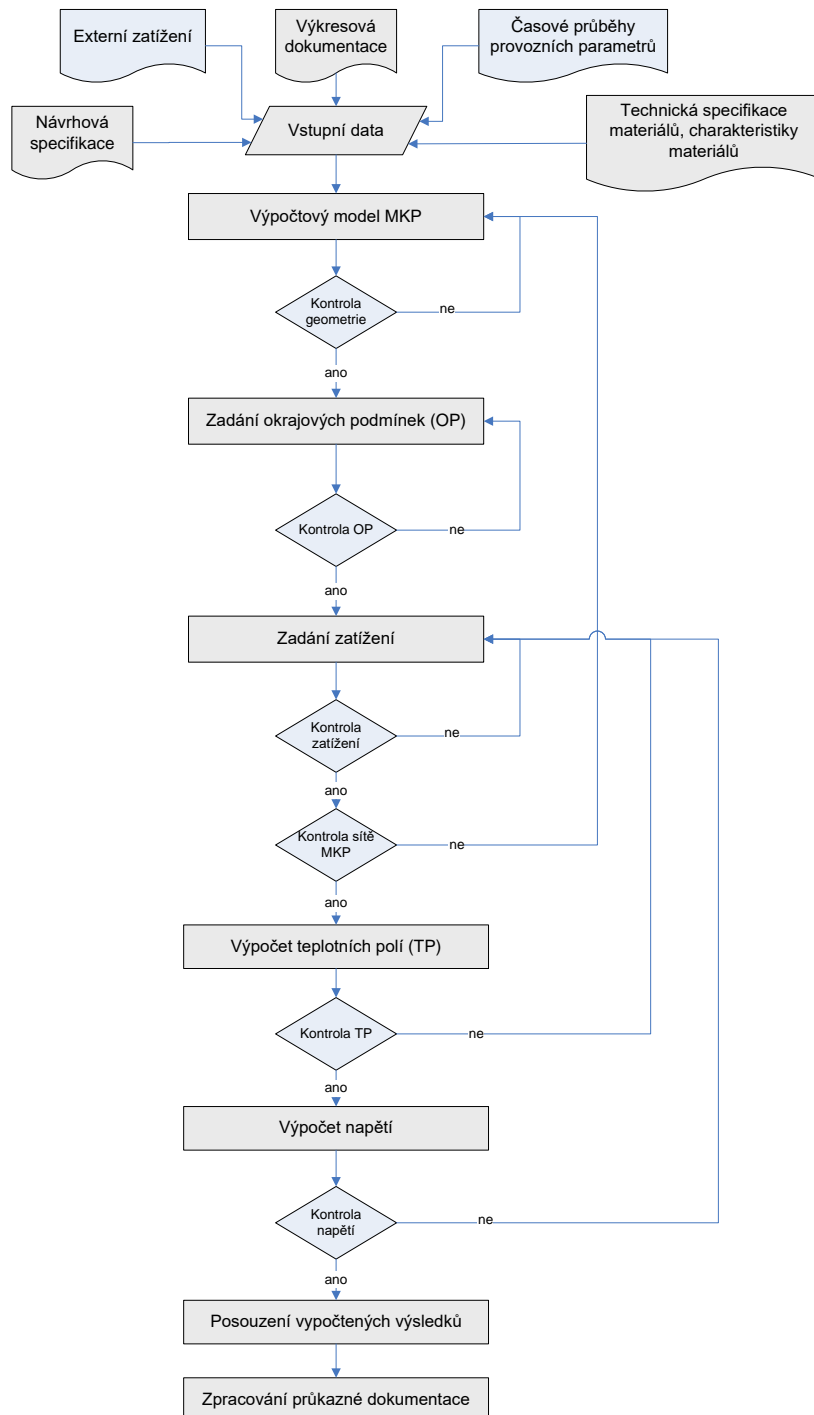 Externí zatížení
Výkresová
dokumentace
Časové průběhy
provozních parametrů
Návrhová
specifikace
Vstupní data
Technická specifikace
materiálů, charakteristiky
materiálů
Výpočtový model MKP
Kontrola
geometrie
ne
ano
Zadání okrajových podmínek (OP)
Kontrola OP
ne
ano
Zadání zatížení
Kontrola
zatížení
ne
ano
Kontrola sítě
MKP
ne
ano
Výpočet teplotních polí (TP)
Kontrola TP
ne
ano
Výpočet napětí
Kontrola
napětí
ne
ano
Posouzení vypočtených výsledků
Zpracování průkazné dokumentace